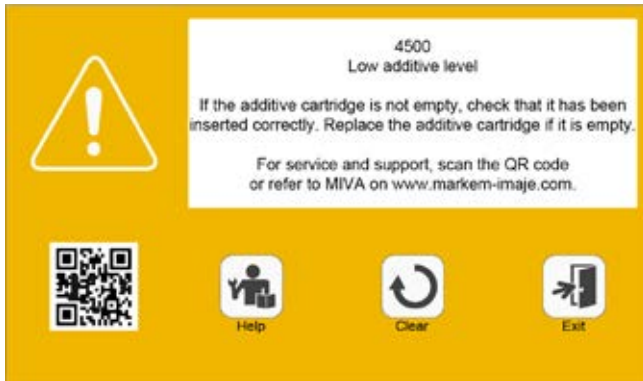 4500
Low additive level
If the additive cartridge is not empty, check that it has been
inserted correctly. Replace the additive cartridge if it is empty.
For service and support, scan the QR code
or refer to MIVA on www.markem-imaje.com.
Help
Clear
Exit